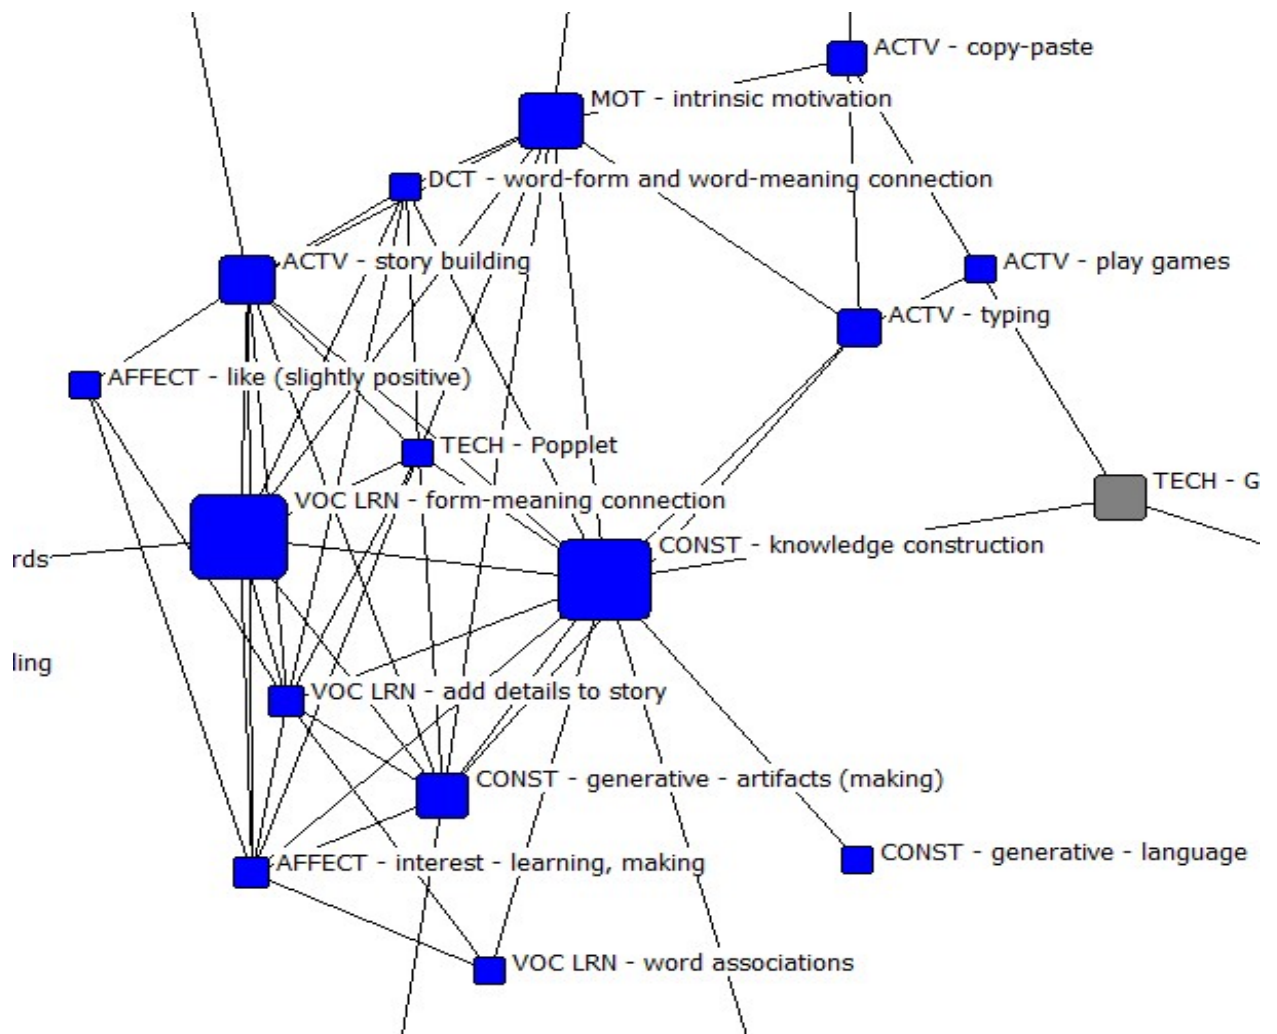 ACTV - copy-paste
MOT - intrinsic motivation
DCT - word-form and word-meaning connection
ACTV - story building
ACTV - play games
ACTV - typing
AFFECT - like (slightly positive)
TECH - Popplet
TECH - G
VOC LRN - form-meaning connection
CONST - knowledge construction
rds
ling
VOC LRN - add details to story
CONST - generative - artifacts (making)
CONST - generative - language
AFFECT - interest - learning, making
VOC LRN - word associations